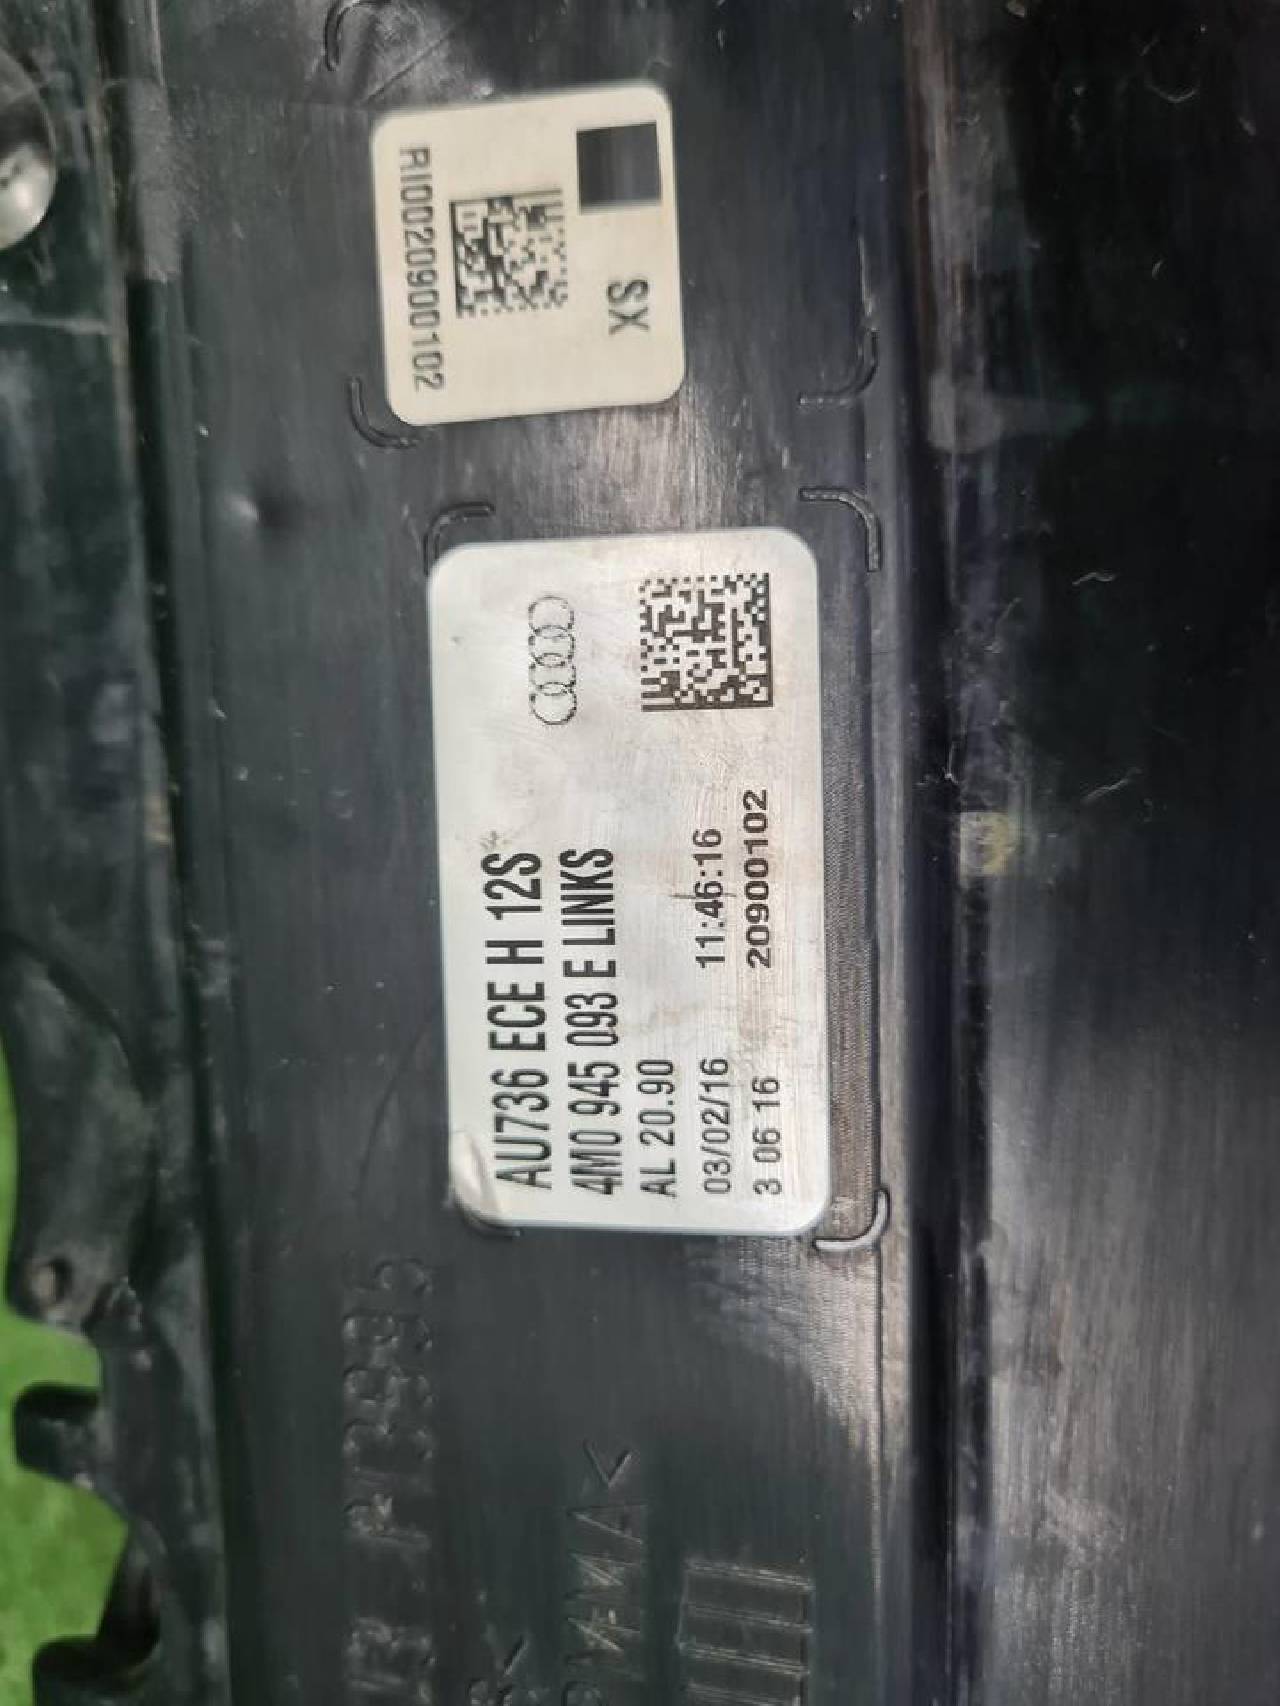 SX
RI0020900102
AU736 ECE H 12S
4M0 945 093 E LINKS
AL 20.90
03/02/16 11:46:16
3 06 16 20900102